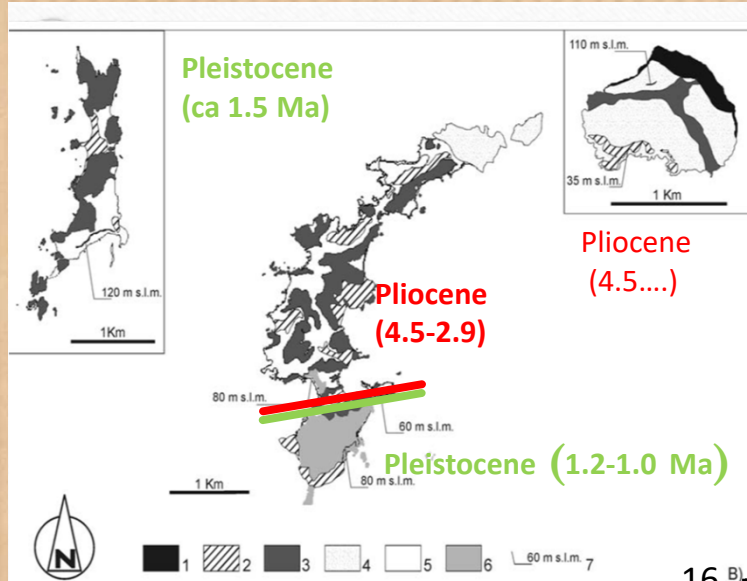 110 m s.l.m.
Pleistocene
(ca 1.5 Ma)
35 m s.l.m.
1 Km
Pliocene
(4.5....)
120 m s.l.m.
1Km
Pliocene
(4.5-2.9)
80 m s.l.m.
60 m s.l.m.
Pleistocene (1.2-1.0 Ma)
80 m s.l.m.
1 Km
N
1 2 3 4 5 6 60 m s.l.m. 7
16 B)